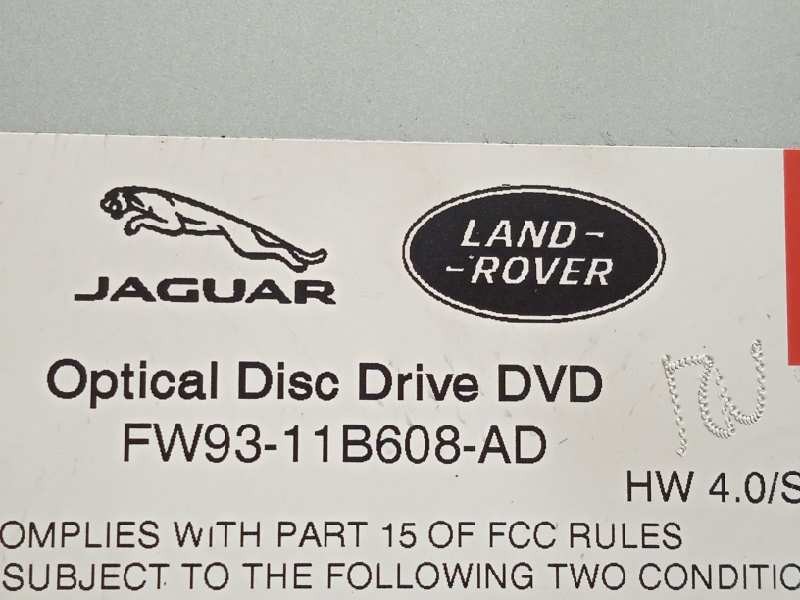 JAGUAR
LAND-
-ROVER
Optical Disc Drive DVD
FW93-11B608-AD
HW 4.0/S
OMPLIES WITH PART 15 OF FCC RULES
SUBJECT TO THE FOLLOWING TWO CONDITIO